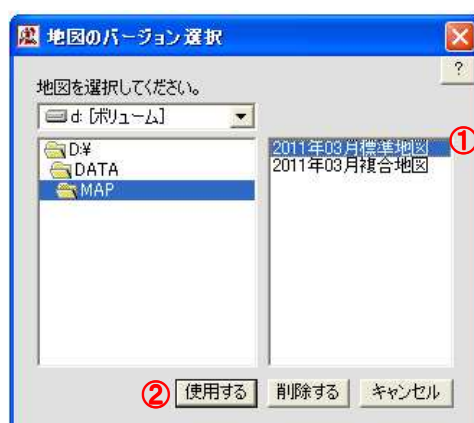 地図のバージョン選択
?
地図を選択してください。
d: [ボリューム]
D:¥
DATA
MAP
2011年03月標準地図
2011年03月複合地図
①
②
使用する
削除する
キャンセル